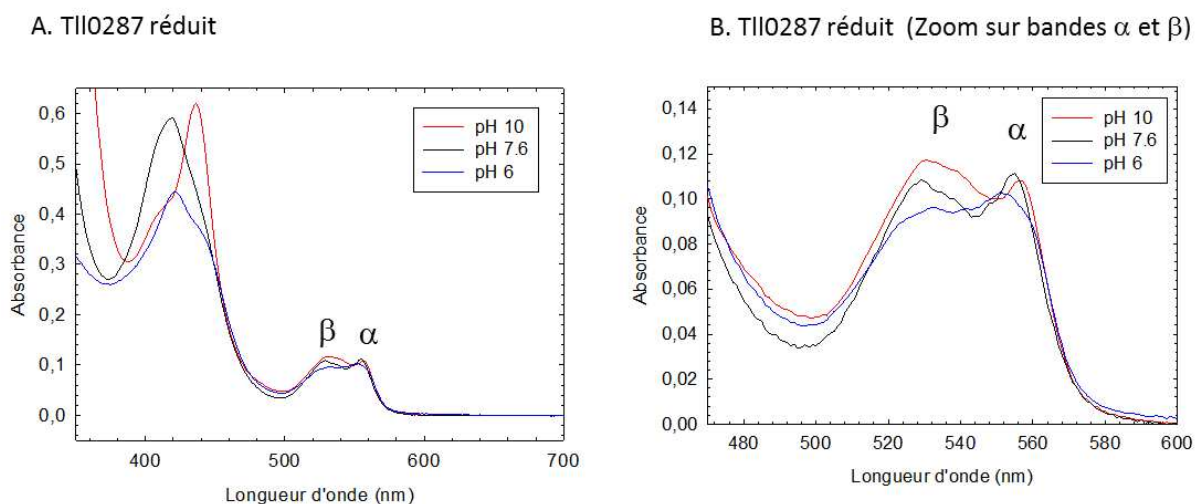 A. Tll0287 réduit
B. Tll0287 réduit (Zoom sur bandes α et β)
0,6
0,5
0,4
0,3
0,2
0,1
0,0
Absorbance
pH 10
pH 7.6
pH 6
β α
400 500 600 700
Longueur d'onde (nm)
0,14
0,12
0,10
0,08
0,06
0,04
0,02
0,00
Absorbance
pH 10
pH 7.6
pH 6
β α
480 500 520 540 560 580 600
Longueur d'onde (nm)